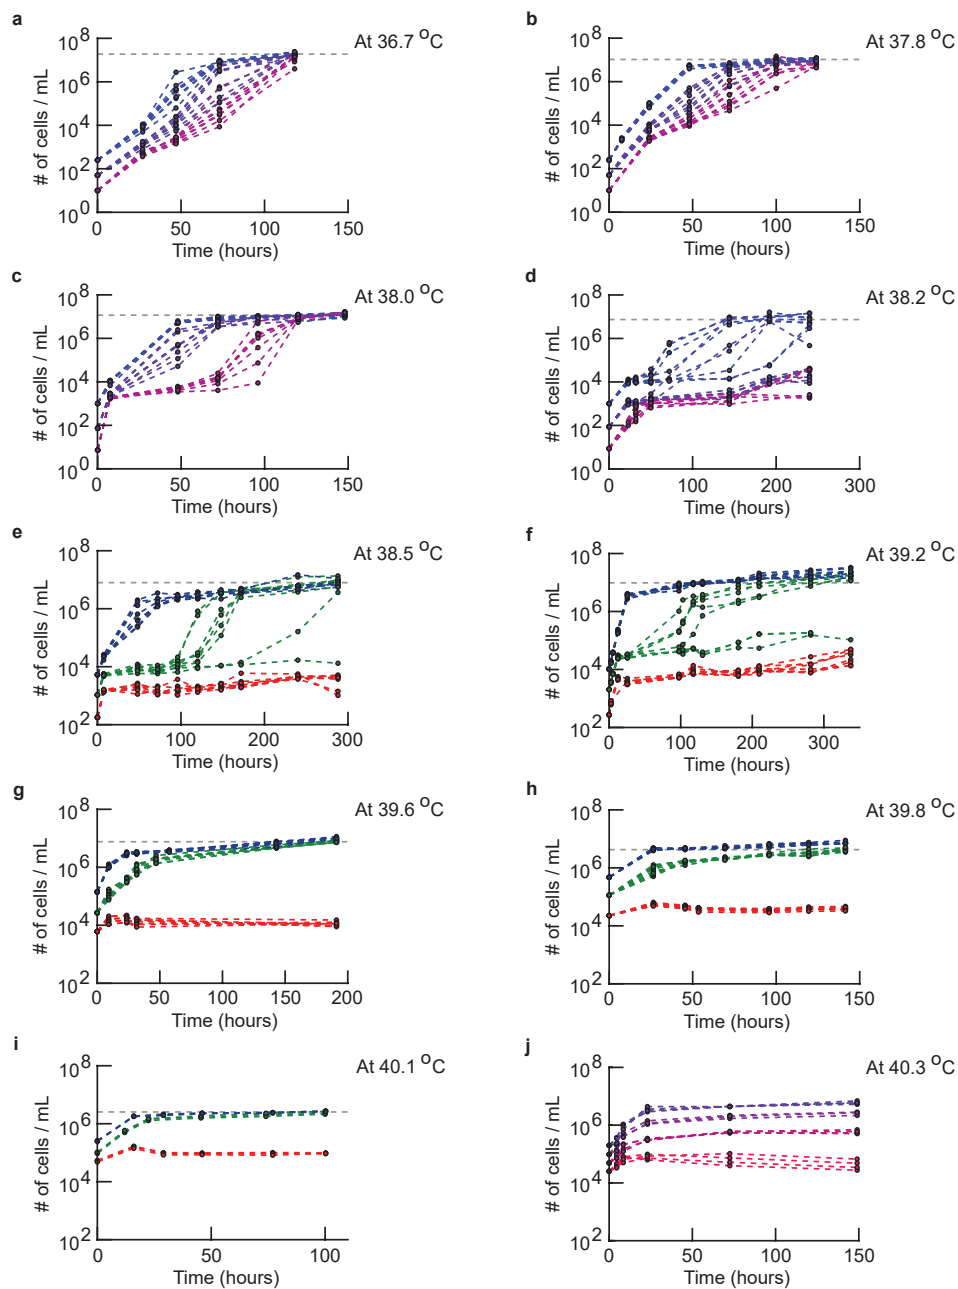 a
At 36.7 °C
# of cells / mL
10^8
10^6
10^4
10^2
10^0
0 50 100 150
Time (hours)
b
At 37.8 °C
# of cells / mL
10^8
10^6
10^4
10^2
10^0
0 50 100 150
Time (hours)
c
At 38.0 °C
# of cells / mL
10^8
10^6
10^4
10^2
10^0
0 50 100 150
Time (hours)
d
At 38.2 °C
# of cells / mL
10^8
10^6
10^4
10^2
10^0
0 100 200 300
Time (hours)
e
At 38.5 °C
# of cells / mL
10^8
10^6
10^4
10^2
0 100 200 300
Time (hours)
f
At 39.2 °C
# of cells / mL
10^8
10^6
10^4
10^2
0 100 200 300
Time (hours)
g
At 39.6 °C
# of cells / mL
10^8
10^6
10^4
10^2
0 50 100 150 200
Time (hours)
h
At 39.8 °C
# of cells / mL
10^8
10^6
10^4
10^2
0 50 100 150
Time (hours)
i
At 40.1 °C
# of cells / mL
10^8
10^6
10^4
10^2
0 50 100
Time (hours)
j
At 40.3 °C
# of cells / mL
10^8
10^6
10^4
10^2
0 50 100 150
Time (hours)